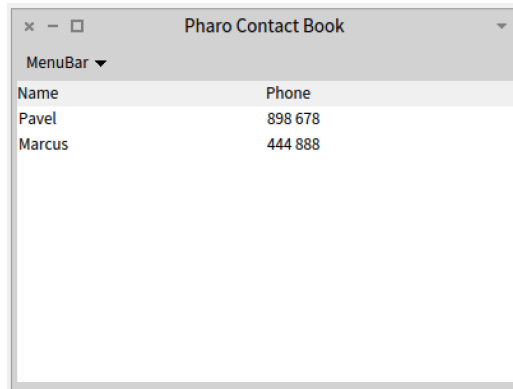 Pharo Contact Book
MenuBar
Name Phone
Pavel 898 678
Marcus 444 888